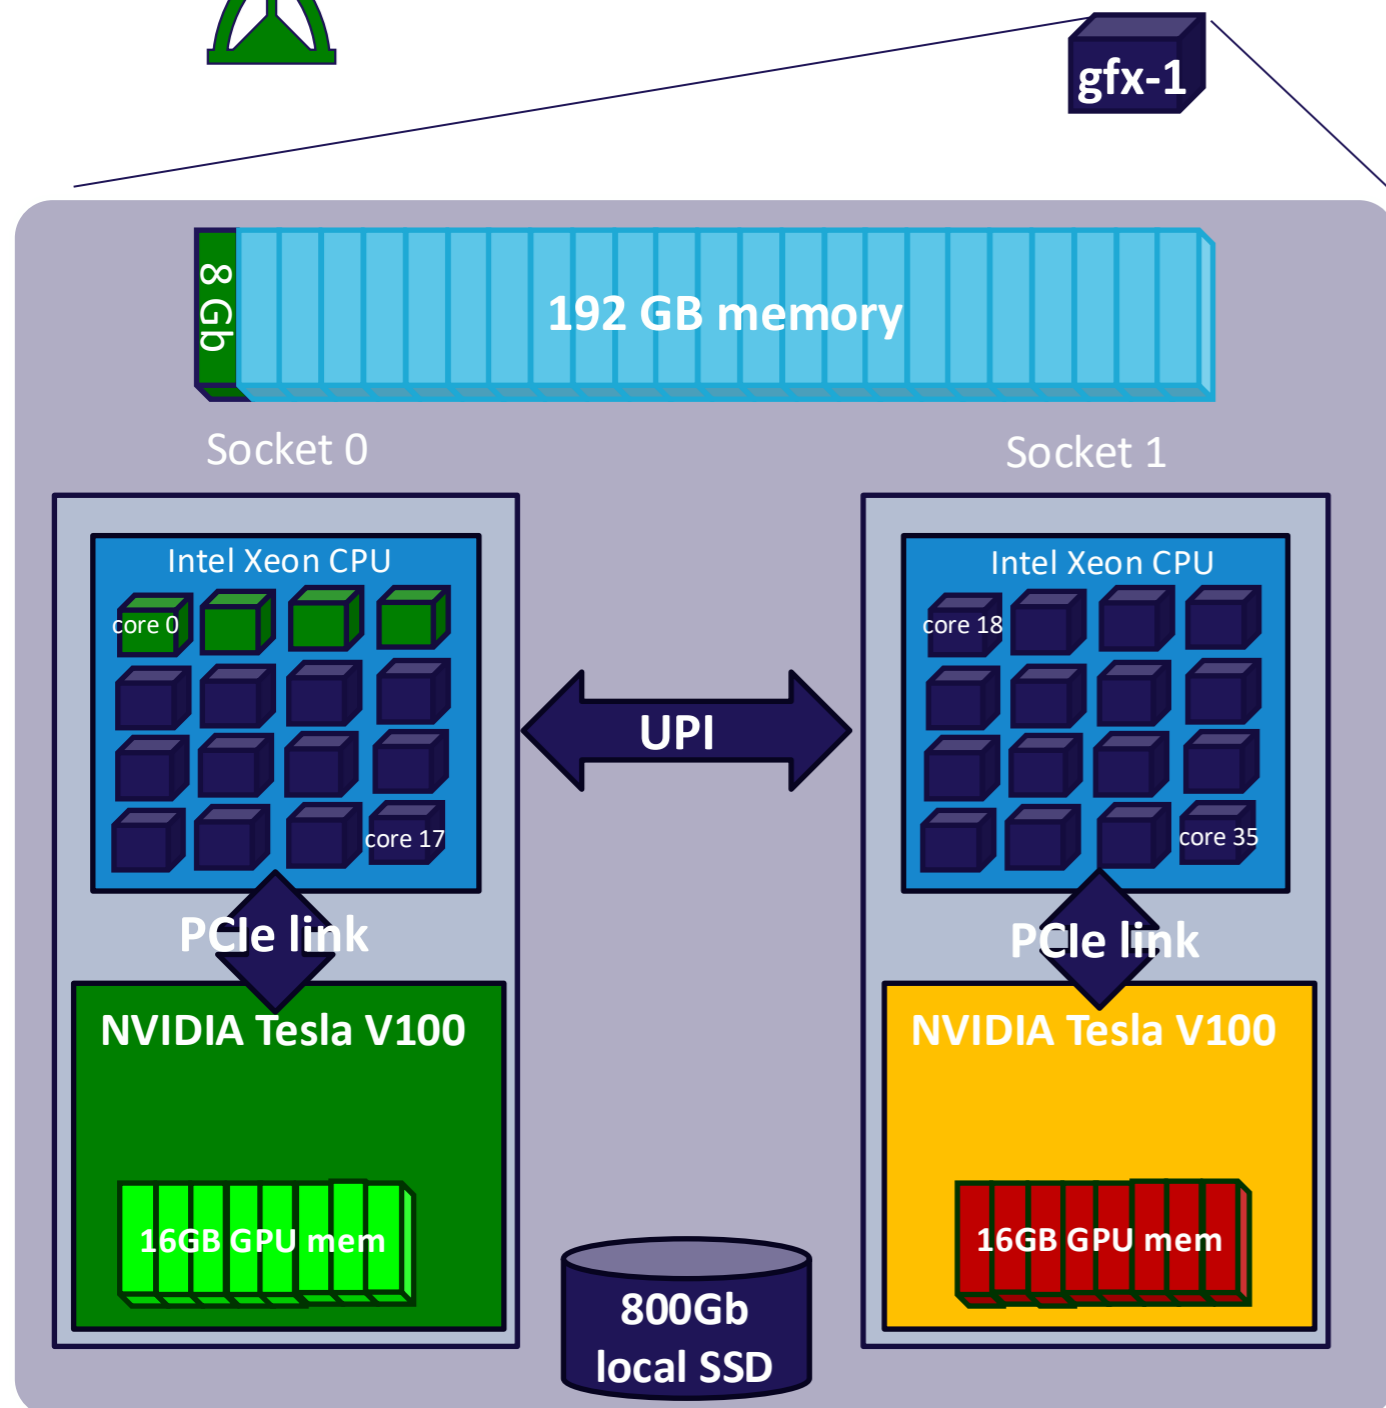 gfx-1
8 Gb
192 GB memory
Socket 0
Socket 1
Intel Xeon CPU
core 0
core 17
Intel Xeon CPU
core 18
core 35
UPI
PCIe link
PCIe link
NVIDIA Tesla V100
16GB GPU mem
NVIDIA Tesla V100
16GB GPU mem
800Gb
local SSD